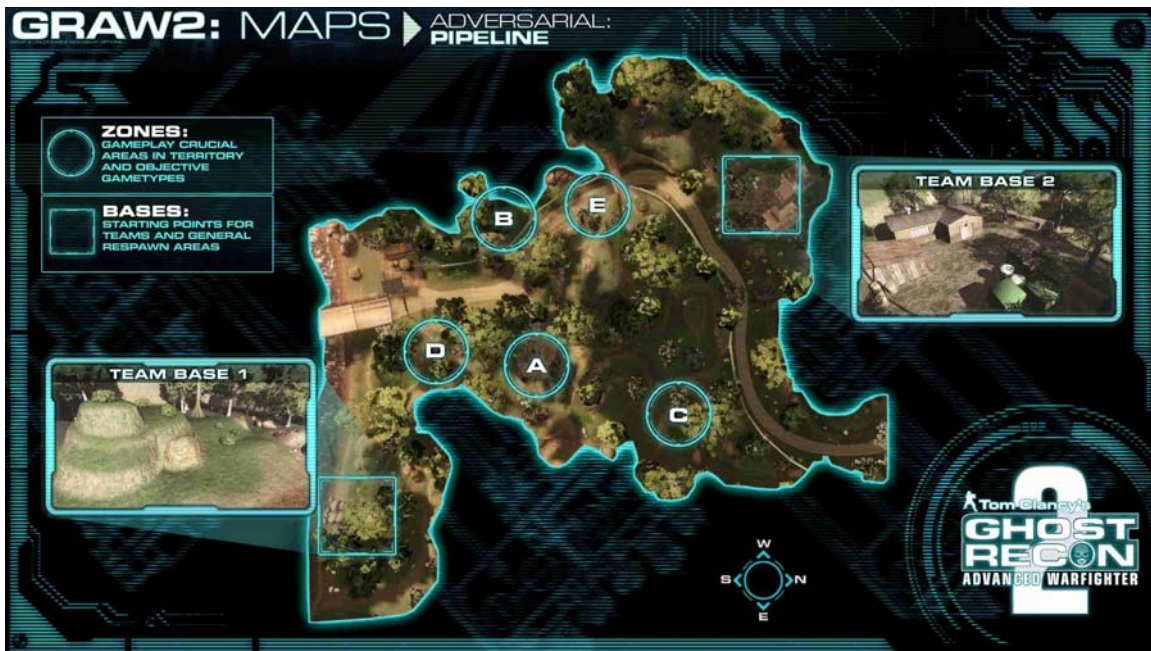 GRAW2: MAPS
ADVERSARIAL:
PIPELINE
ZONES:
GAMEPLAY CRUCIAL
AREAS IN TERRITORY
AND OBJECTIVE
GAMETYPES
BASES:
STARTING POINTS FOR
TEAMS AND GENERAL
RESPAWN AREAS
B
E
TEAM BASE 2
D
A
C
TEAM BASE 1
W
S N
E
2
Tom Clancy's
GHOST
RECON
ADVANCED WARFIGHTER